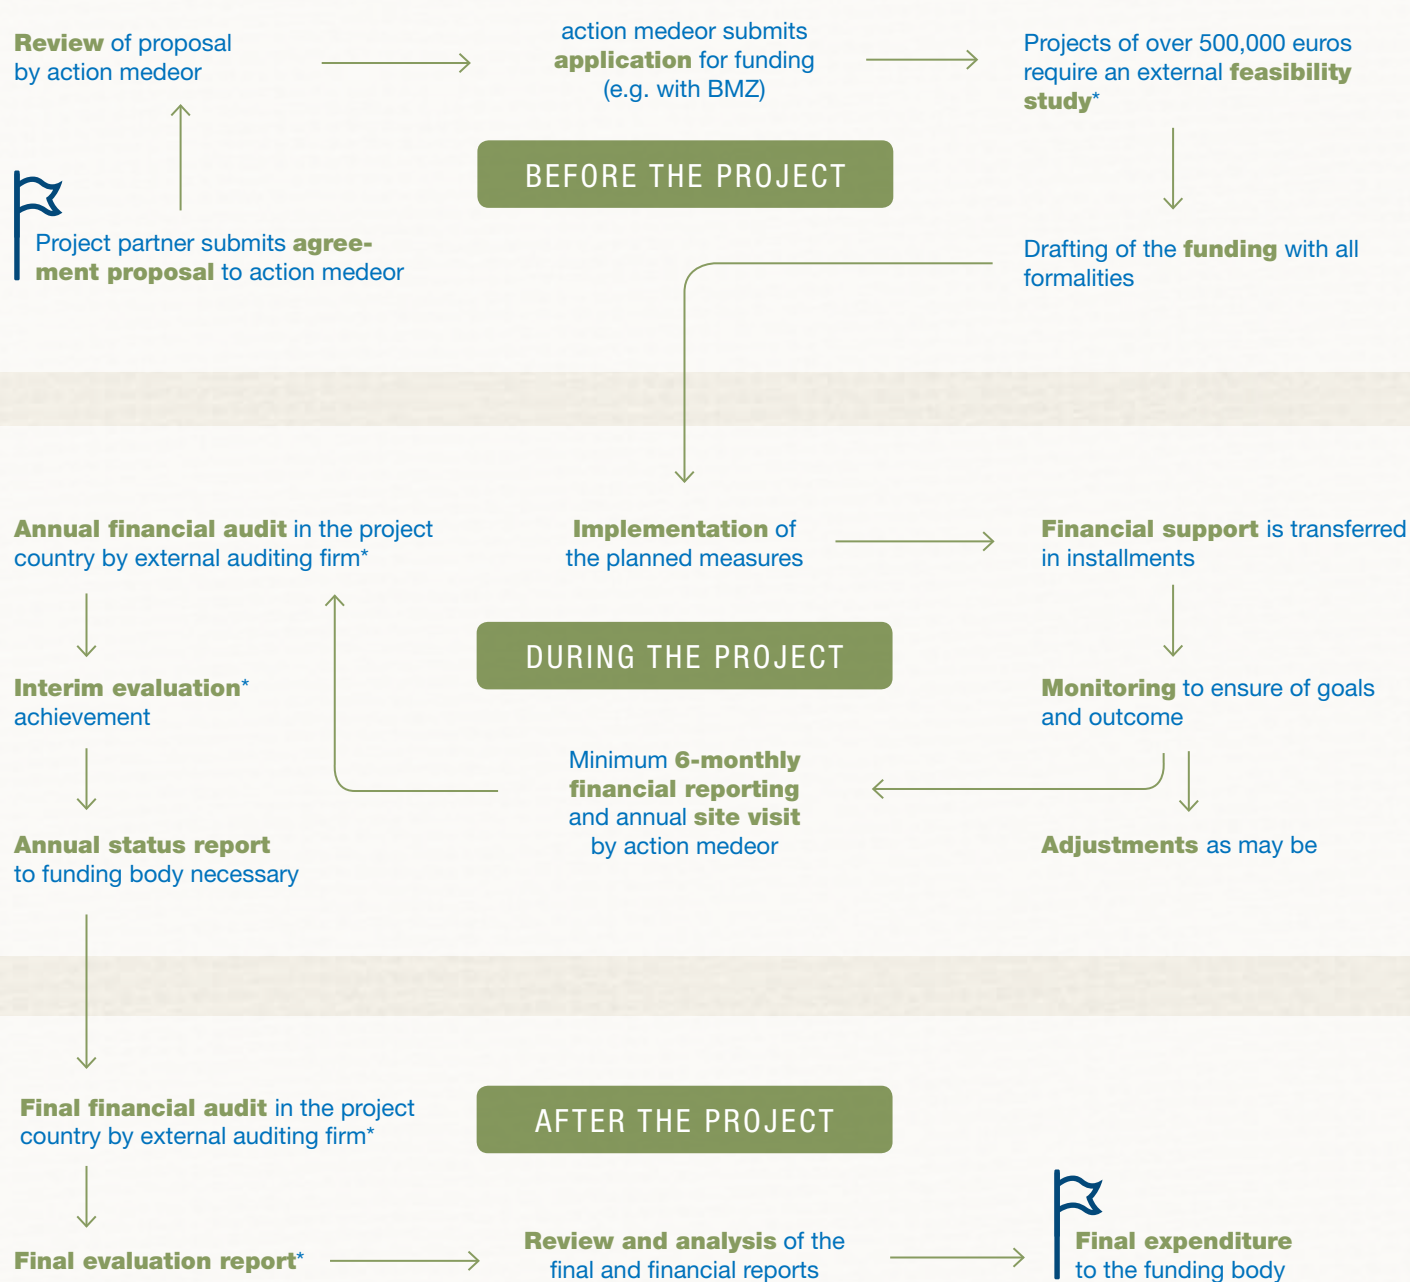 Review of proposal
by action medeor
action medeor submits
application for funding
(e.g. with BMZ)
Projects of over 500,000 euros
require an external feasibility
study*
BEFORE THE PROJECT
Project partner submits agree-
ment proposal to action medeor
Drafting of the funding with all
formalities
Annual financial audit in the project
country by external auditing firm*
Implementation of
the planned measures
Financial support is transferred
in installments
DURING THE PROJECT
Interim evaluation*
achievement
Monitoring to ensure of goals
and outcome
Minimum 6-monthly
financial reporting
and annual site visit
by action medeor
Annual status report
to funding body necessary
Adjustments as may be
Final financial audit in the project
country by external auditing firm*
AFTER THE PROJECT
Final evaluation report*
Review and analysis of the
final and financial reports
Final expenditure
to the funding body